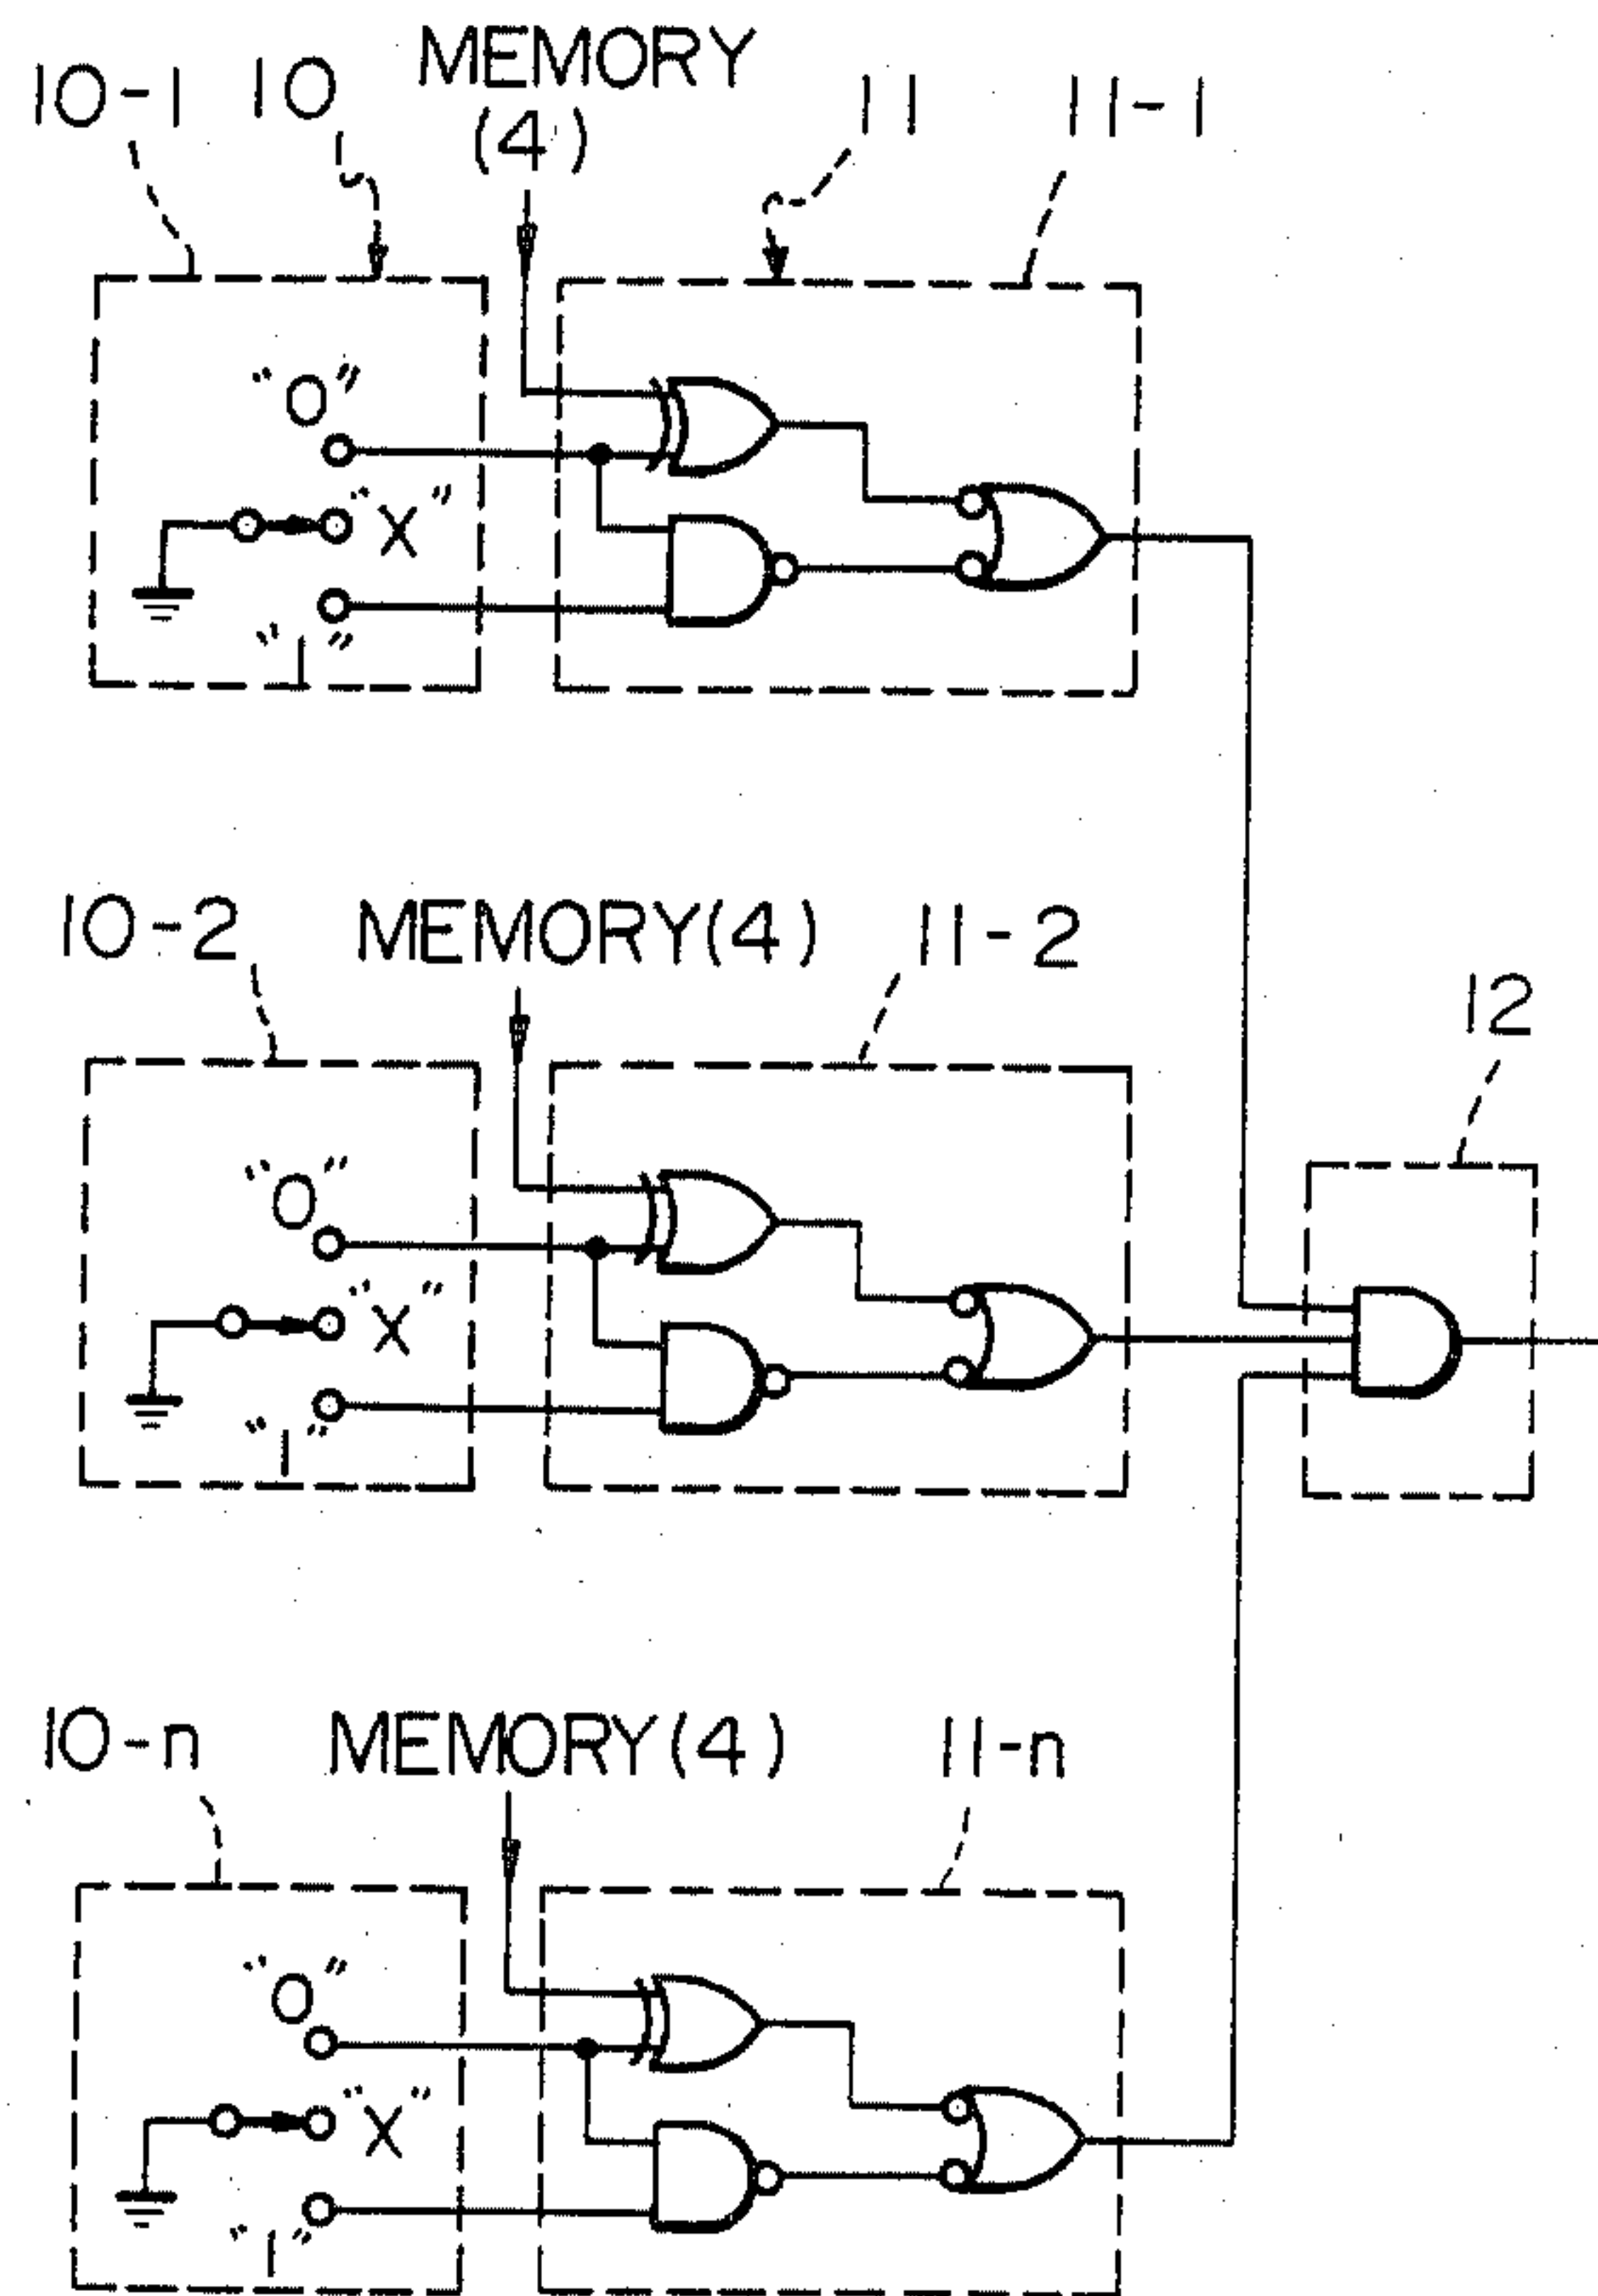 10-1 10 MEMORY (4) 11 11-1
"0"
"X"
"1"
10-2 MEMORY(4) 11-2
12
"0"
"X"
"1"
10-n MEMORY(4) 11-n
"0"
"X"
"1"